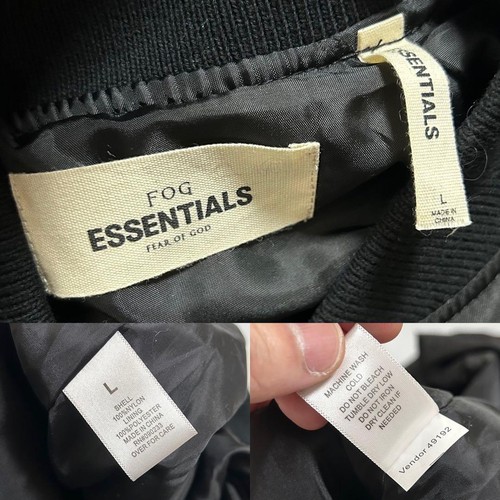 FOG
ESSENTIALS
FEAR OF GOD
ESSENTIALS
L
MADE IN
CHINA
L
SHELL
100%NYLON
LINING
100%POLYESTER
MADE IN CHINA
RN#090233
OVER FOR CARE
MACHINE WASH
COLD
DO NOT BLEACH
TUMBLE DRY LOW
DO NOT IRON
DRY CLEAN IF
NEEDED
Vendor 49192